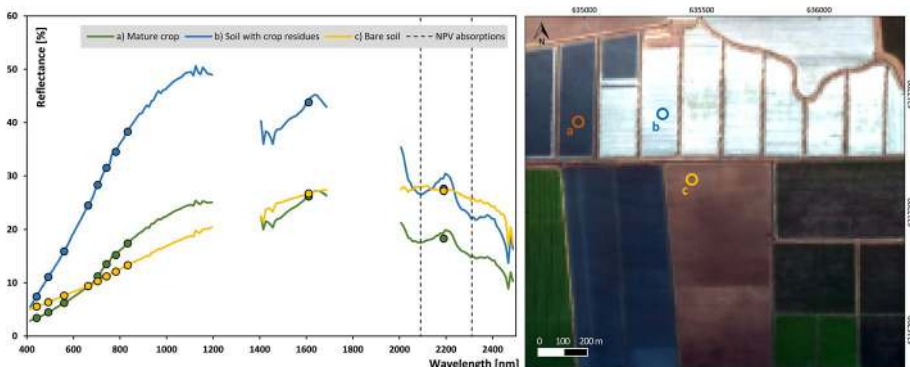 60
50
40
30
20
10
0
Reflectance [%]
a) Mature crop
b) Soil with crop residues
c) Bare soil
NPV absorptions
400 600 800 1000 1200 1400 1600 1800 2000 2200 2400
Wavelength [nm]
635000 635500 636000
N
a
b
c
0 100 200 m